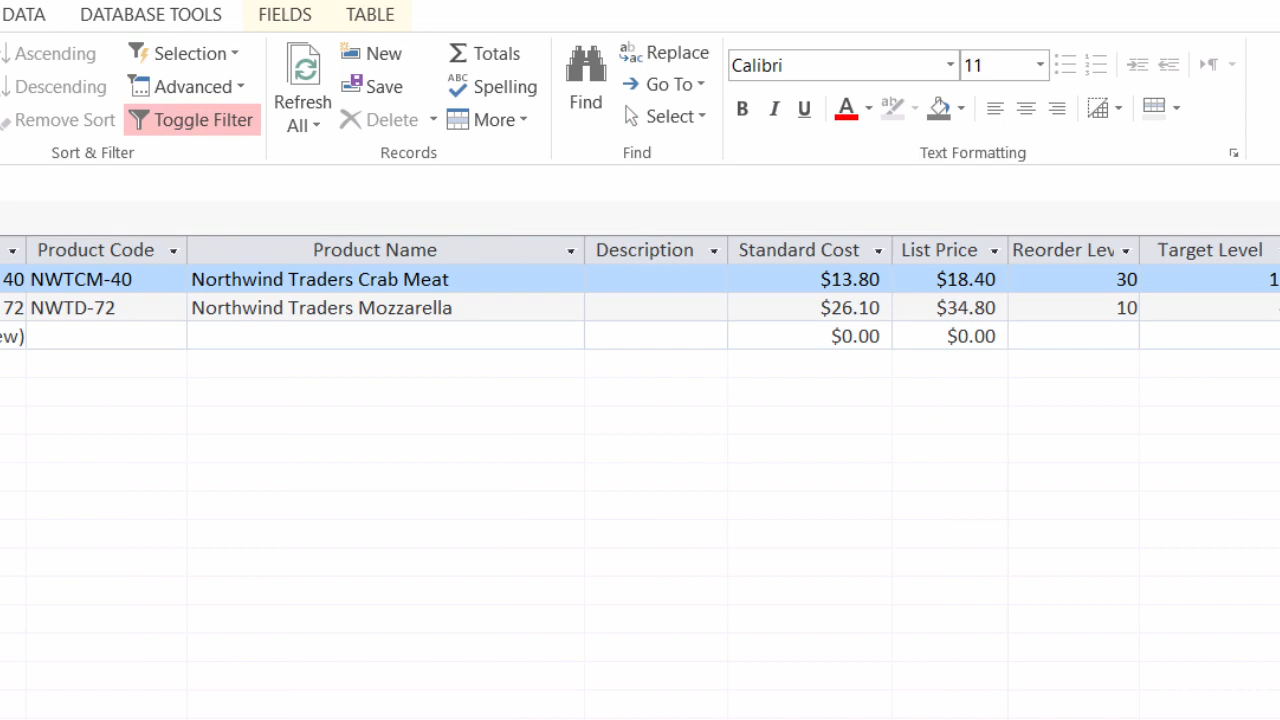 DATA DATABASE TOOLS FIELDS TABLE
Ascending Selection New Totals Replace
Descending Advanced Save Spelling Go To
Remove Sort Toggle Filter Refresh All Delete More Find Select
Calibri 11
B I U A
Sort & Filter Records Find Text Formatting
Product Code Product Name Description Standard Cost List Price Reorder Lev Target Level
40 NWTCM-40 Northwind Traders Crab Meat $13.80 $18.40 30 1
72 NWTD-72 Northwind Traders Mozzarella $26.10 $34.80 10
ew) $0.00 $0.00